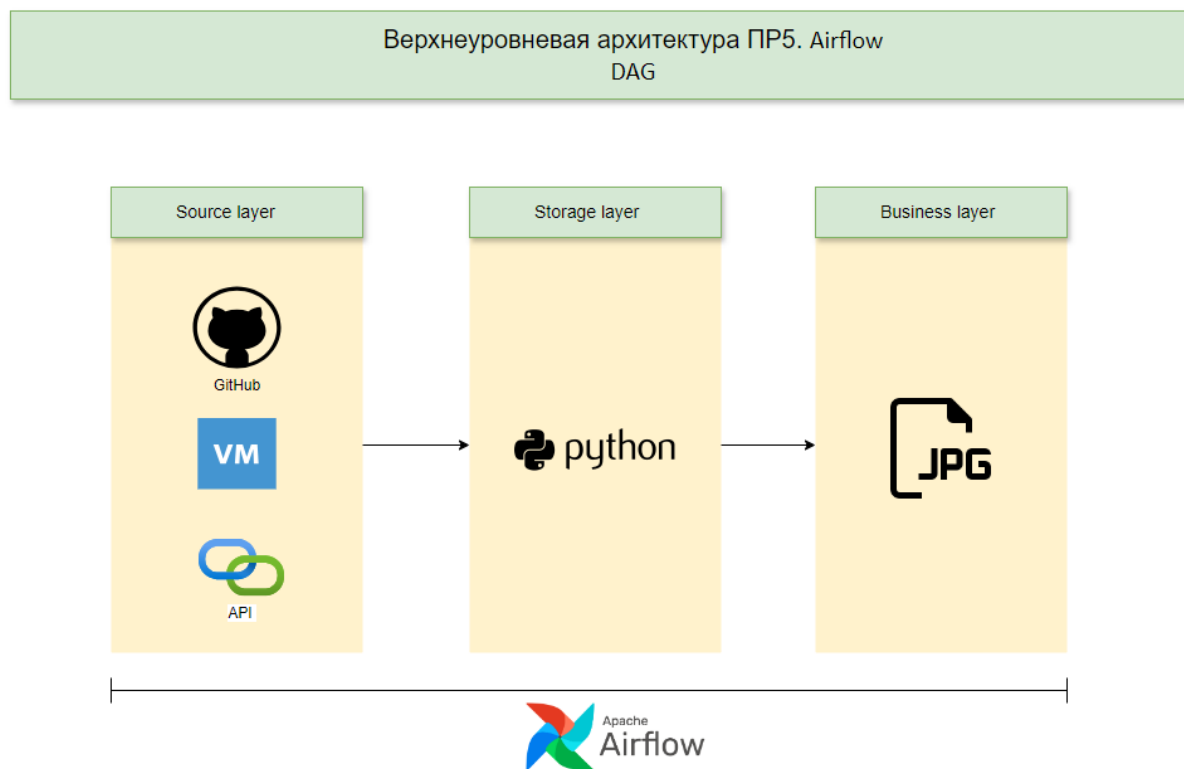 Верхнеуровневая архитектура ПР5. Airflow
DAG
Source layer
Storage layer
Business layer
GitHub
VM
API
python
JPG
Apache
Airflow